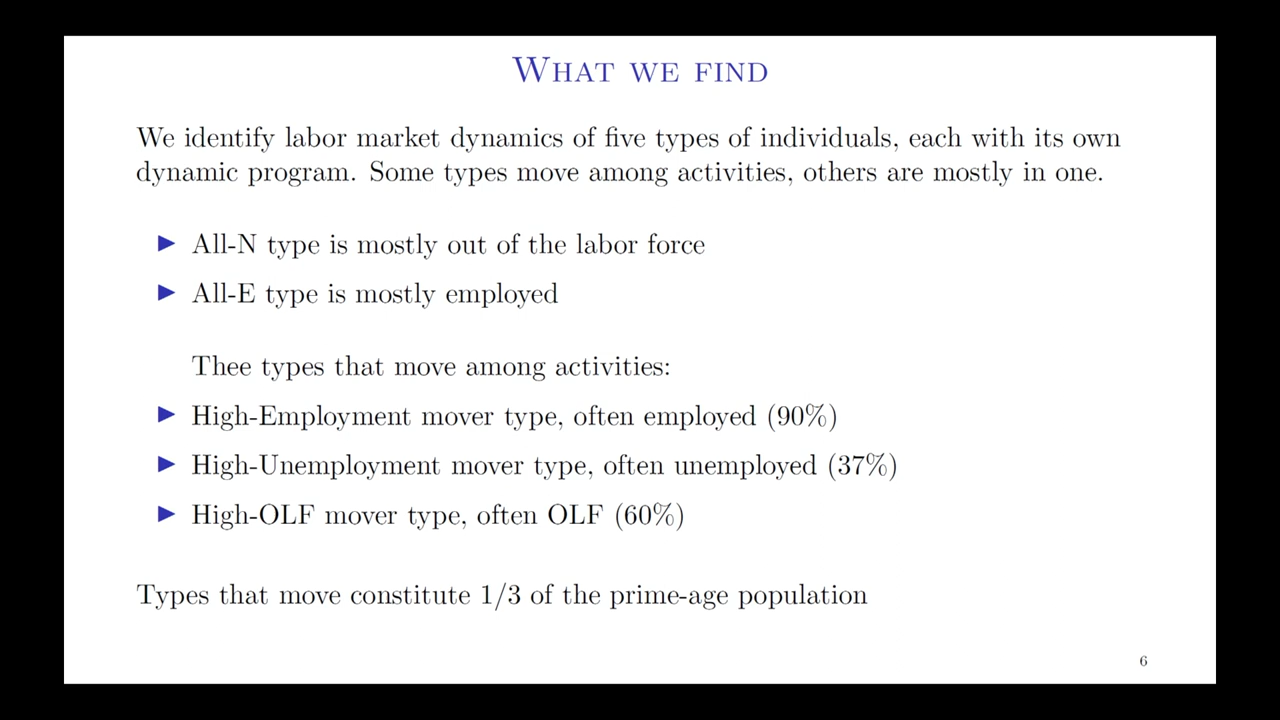 What we find
We identify labor market dynamics of five types of individuals, each with its own
dynamic program. Some types move among activities, others are mostly in one.
▶ All-N type is mostly out of the labor force
▶ All-E type is mostly employed
Thee types that move among activities:
▶ High-Employment mover type, often employed (90%)
▶ High-Unemployment mover type, often unemployed (37%)
▶ High-OLF mover type, often OLF (60%)
Types that move constitute 1/3 of the prime-age population
6